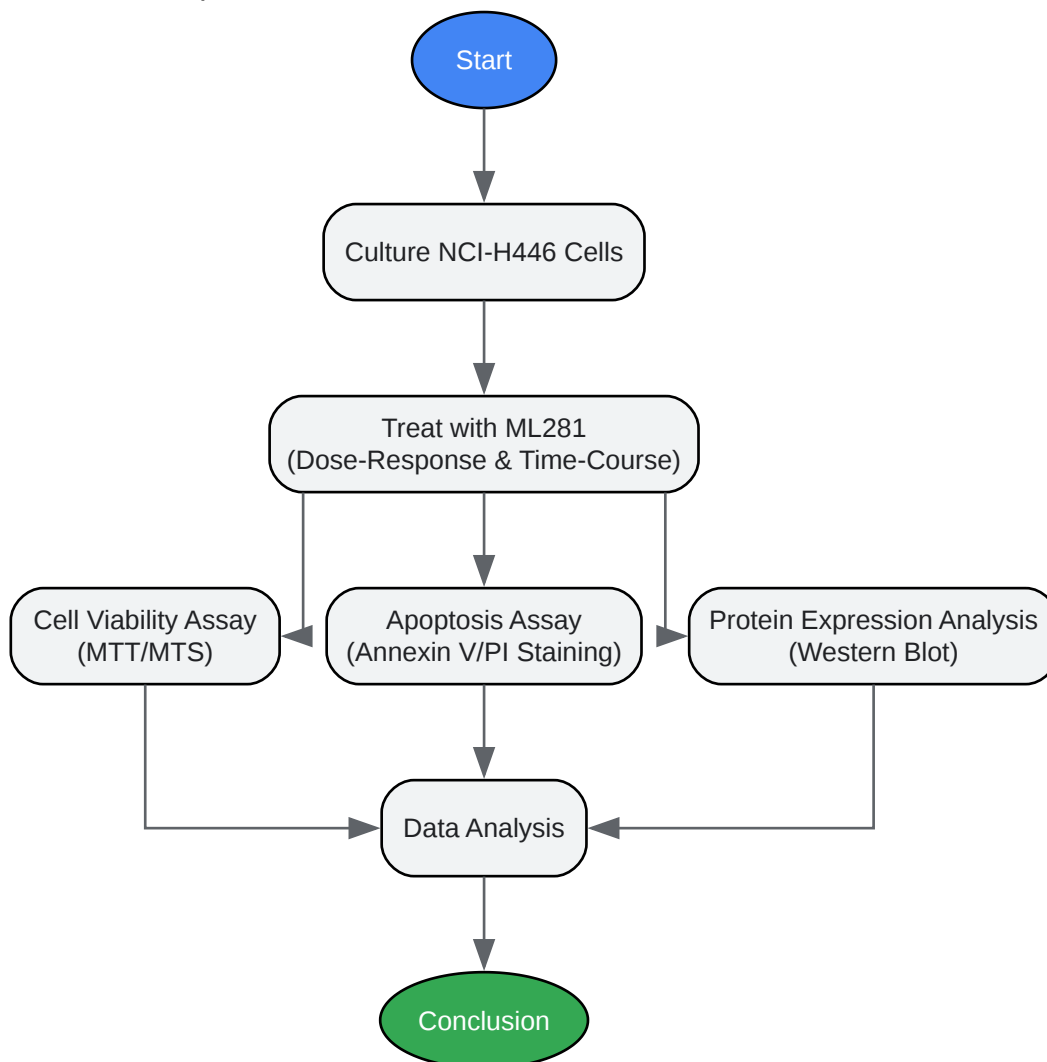 Start
Culture NCI-H446 Cells
Treat with ML281
(Dose-Response & Time-Course)
Cell Viability Assay
(MTT/MTS)
Apoptosis Assay
(Annexin V/PI Staining)
Protein Expression Analysis
(Western Blot)
Data Analysis
Conclusion